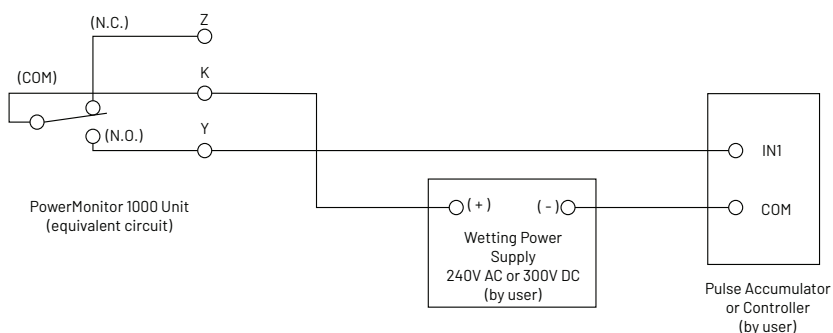 (N.C.)
Z
(COM)
K
(N.O.)
Y
IN1
PowerMonitor 1000 Unit
(equivalent circuit)
(+)
(-)
COM
Wetting Power
Supply
240V AC or 300V DC
(by user)
Pulse Accumulator
or Controller
(by user)